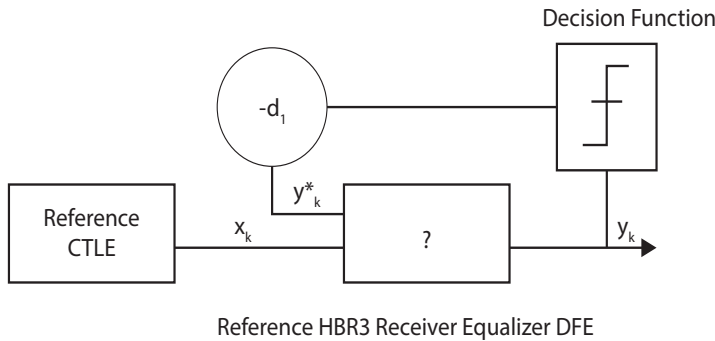 Decision Function
-d₁
y*ₖ
Reference
CTLE
xₖ
?
yₖ
Reference HBR3 Receiver Equalizer DFE